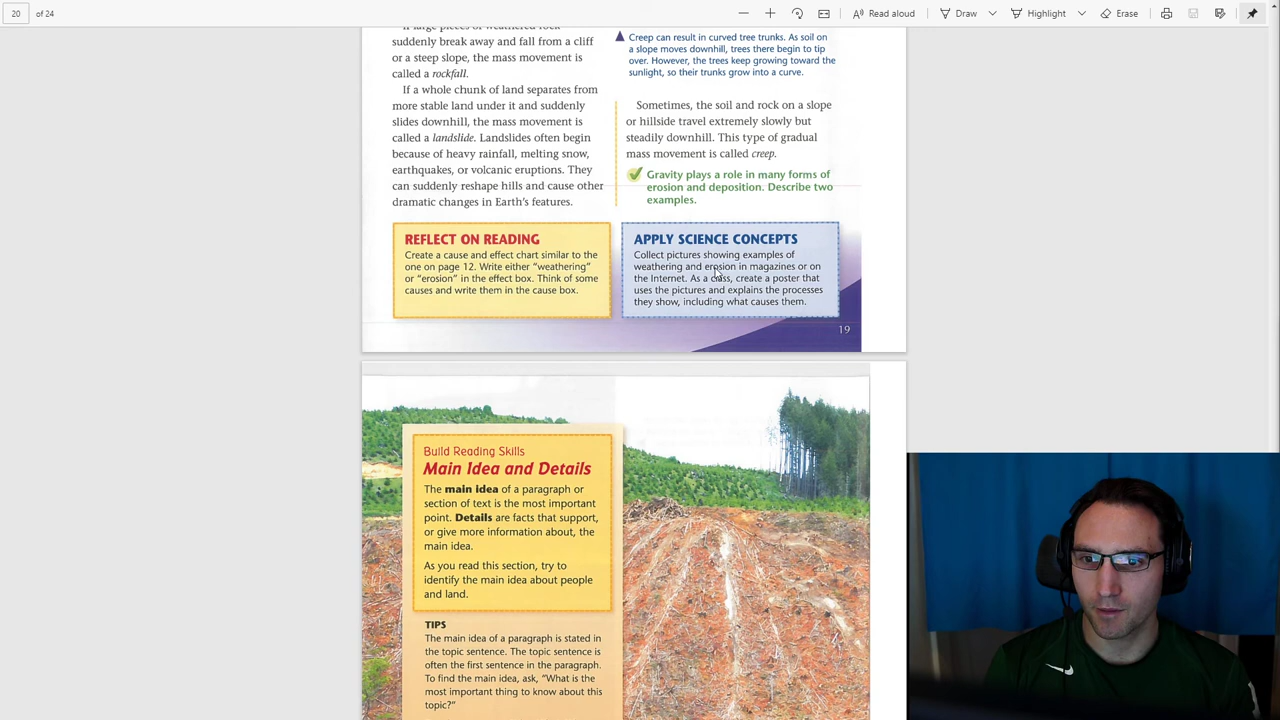 20
of 24
Read aloud
Draw
Highlight
Erase
suddenly break away and fall from a cliff
or a steep slope, the mass movement is
called a rockfall.
If a whole chunk of land separates from
more stable land under it and suddenly
slides downhill, the mass movement is
called a landslide. Landslides often begin
because of heavy rainfall, melting snow,
earthquakes, or volcanic eruptions. They
can suddenly reshape hills and cause other
dramatic changes in Earth's features.
Creep can result in curved tree trunks. As soil on
a slope moves downhill, trees there begin to tip
over. However, the trees keep growing toward the
sunlight, so their trunks grow into a curve.
Sometimes, the soil and rock on a slope
or hillside travel extremely slowly but
steadily downhill. This type of gradual
mass movement is called creep.
Gravity plays a role in many forms of
erosion and deposition. Describe two
examples.
REFLECT ON READING
Create a cause and effect chart similar to the
one on page 12. Write either "weathering"
or "erosion" in the effect box. Think of some
causes and write them in the cause box.
APPLY SCIENCE CONCEPTS
Collect pictures showing examples of
weathering and erosion in magazines or on
the Internet. As a class, create a poster that
uses the pictures and explains the processes
they show, including what causes them.
19
Build Reading Skills
Main Idea and Details
The main idea of a paragraph or
section of text is the most important
point. Details are facts that support,
or give more information about, the
main idea.
As you read this section, try to
identify the main idea about people
and land.
TIPS
The main idea of a paragraph is stated in
the topic sentence. The topic sentence is
often the first sentence in the paragraph.
To find the main idea, ask, "What is the
most important thing to know about this
topic?"